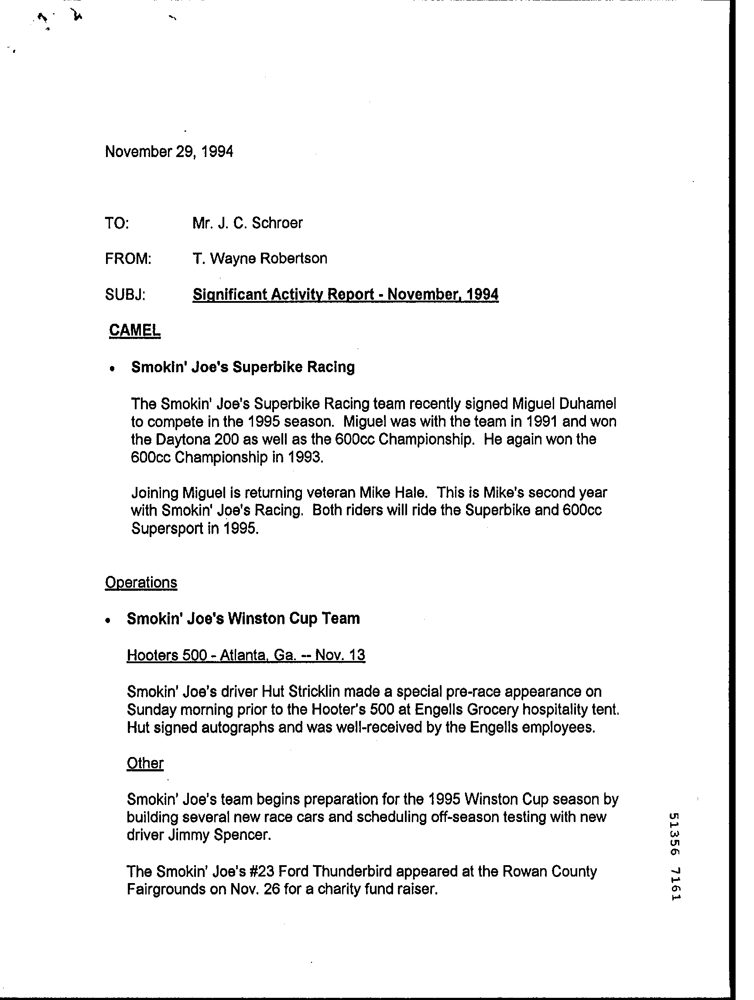 November 29, 1994
TO: Mr. J. C. Schroer
FROM: T. Wayne Robertson
SUBJ: Significant Activity Report - November, 1994
CAMEL
• Smokin' Joe's Superbike Racing
The Smokin' Joe's Superbike Racing team recently signed Miguel Duhamel
to compete in the 1995 season. Miguel was with the team in 1991 and won
the Daytona 200 as well as the 600cc Championship. He again won the
600cc Championship in 1993.
Joining Miguel is returning veteran Mike Hale. This is Mike's second year
with Smokin' Joe's Racing. Both riders will ride the Superbike and 600cc
Supersport in 1995.
Operations
• Smokin' Joe's Winston Cup Team
Hooters 500 - Atlanta, Ga. -- Nov. 13
Smokin' Joe's driver Hut Stricklin made a special pre-race appearance on
Sunday morning prior to the Hooter's 500 at Engells Grocery hospitality tent.
Hut signed autographs and was well-received by the Engells employees.
Other
Smokin' Joe's team begins preparation for the 1995 Winston Cup season by
building several new race cars and scheduling off-season testing with new
driver Jimmy Spencer.
The Smokin' Joe's #23 Ford Thunderbird appeared at the Rowan County
Fairgrounds on Nov. 26 for a charity fund raiser.
51356 7161